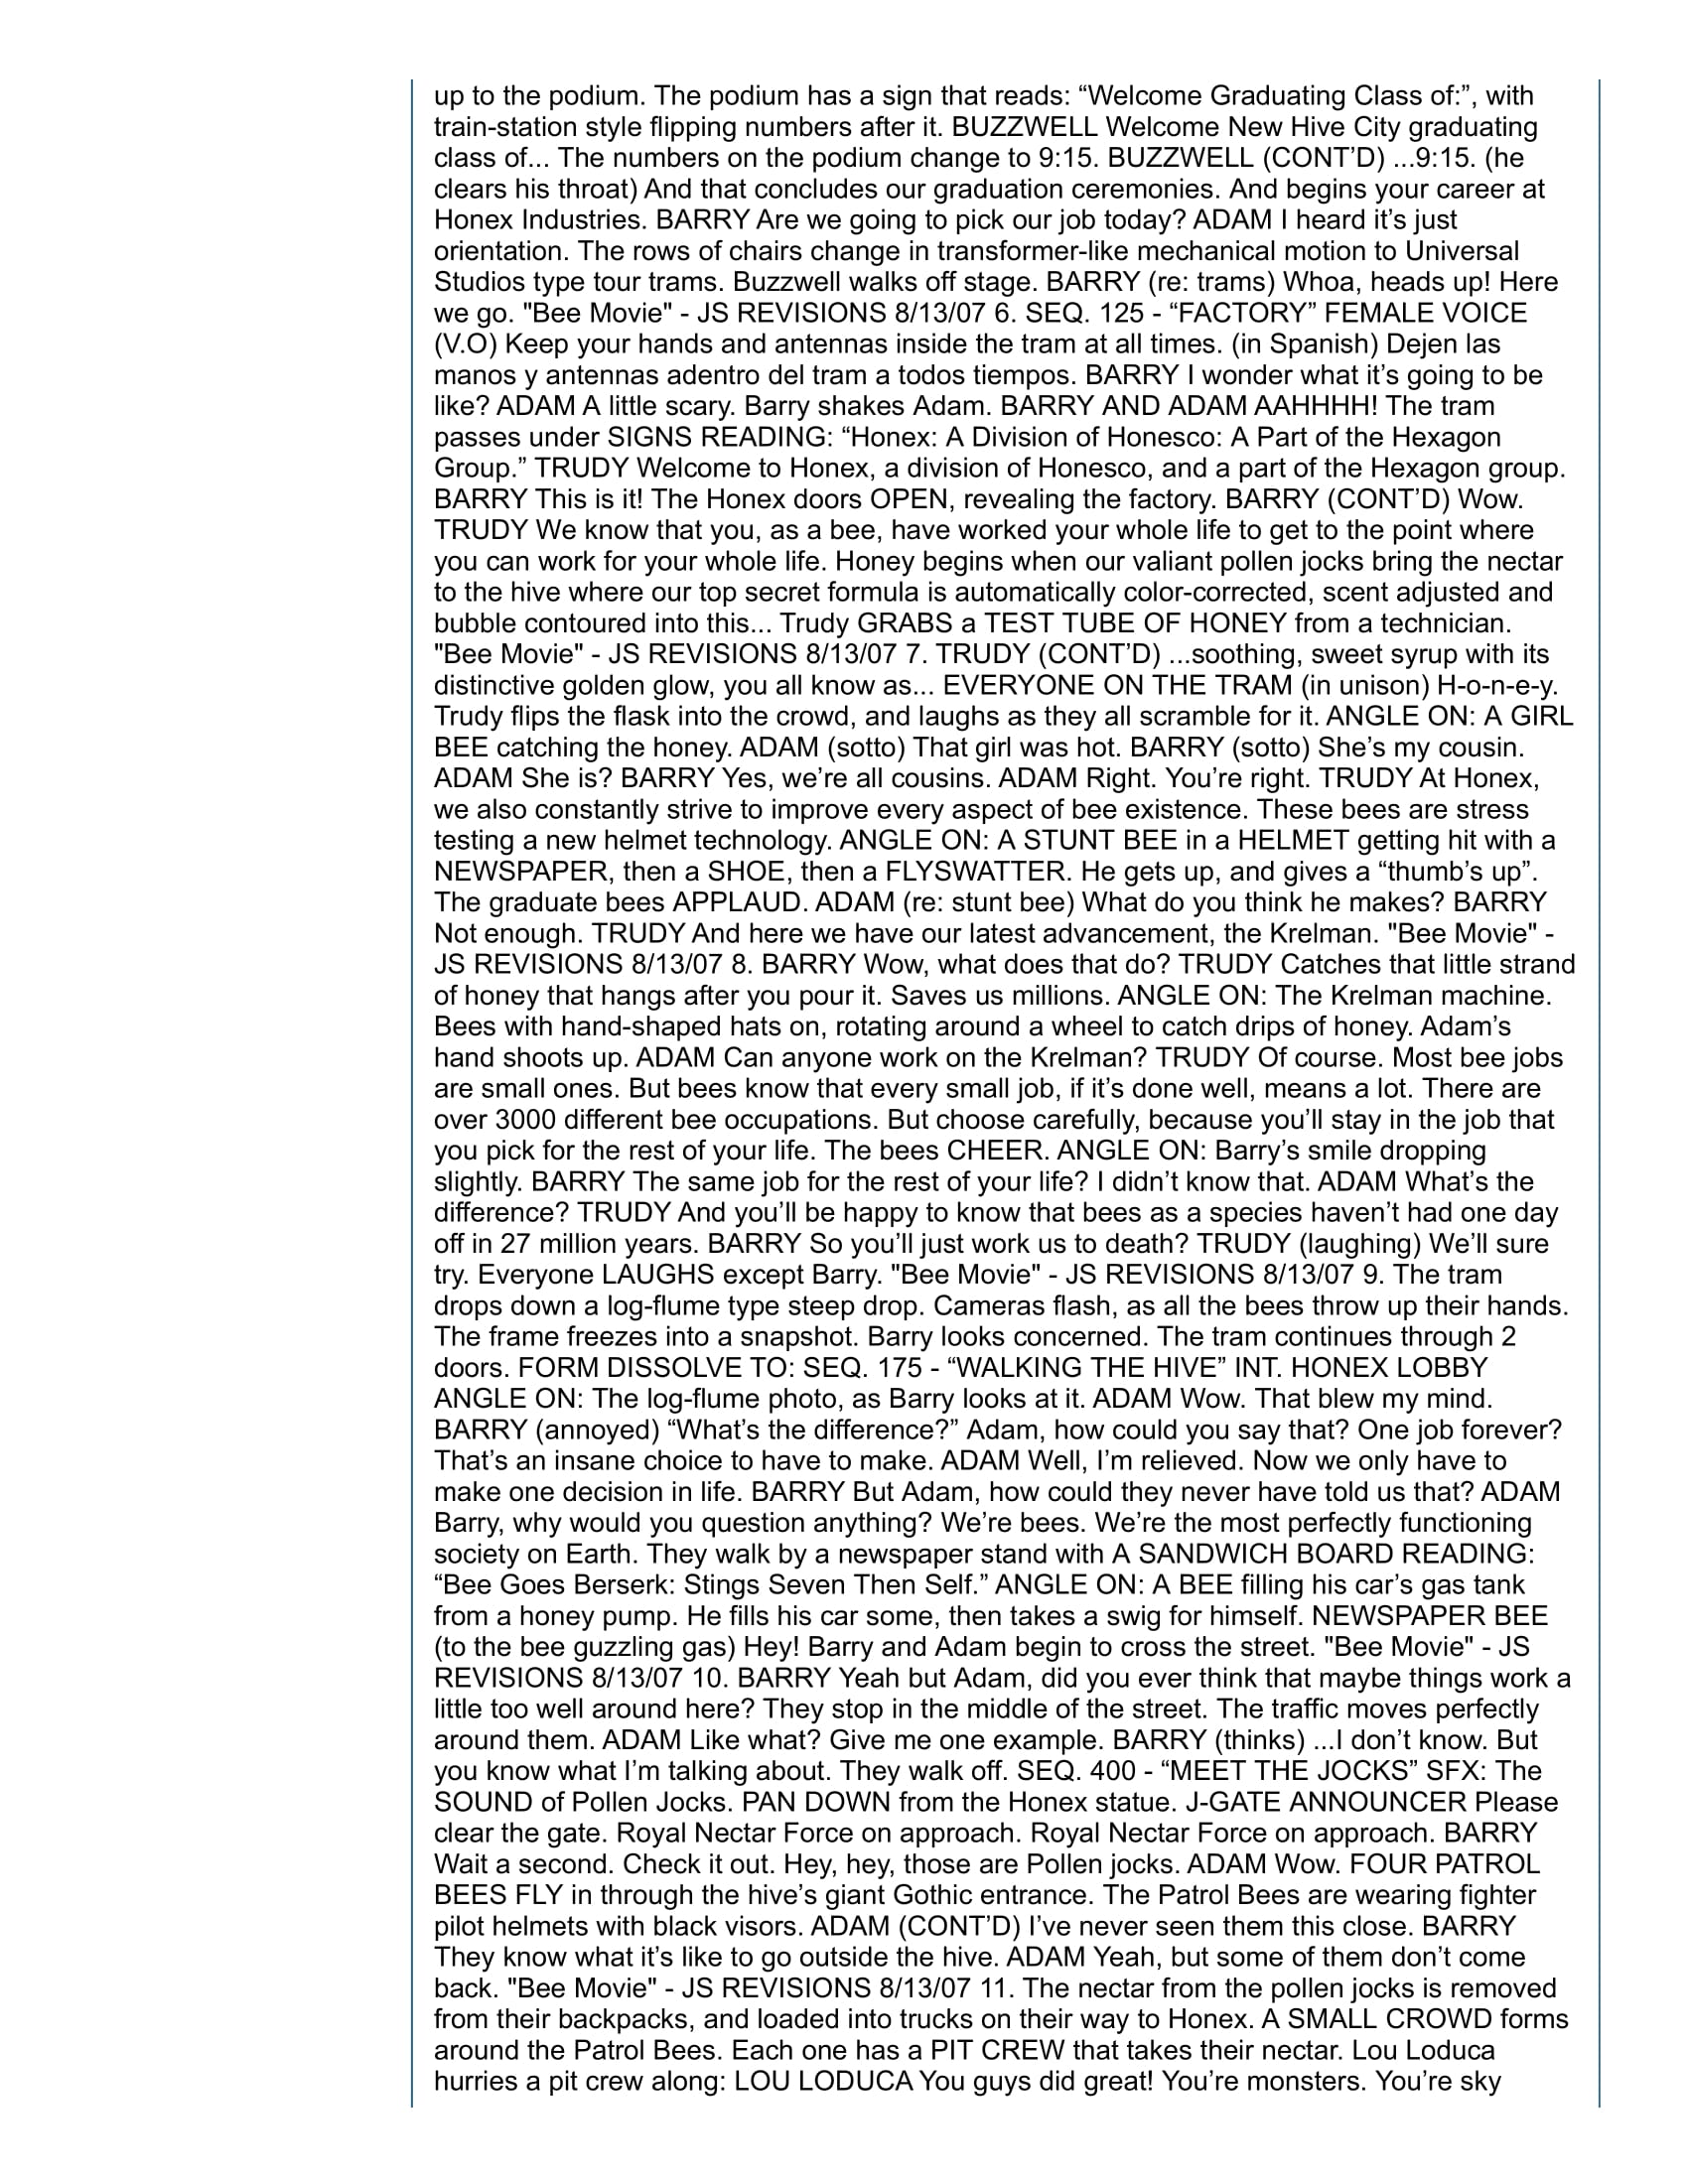 up to the podium. The podium has a sign that reads: “Welcome Graduating Class of:”, with
train-station style flipping numbers after it. BUZZWELL Welcome New Hive City graduating
class of... The numbers on the podium change to 9:15. BUZZWELL (CONT’D) ...9:15. (he
clears his throat) And that concludes our graduation ceremonies. And begins your career at
Honex Industries. BARRY Are we going to pick our job today? ADAM I heard it’s just
orientation. The rows of chairs change in transformer-like mechanical motion to Universal
Studios type tour trams. Buzzwell walks off stage. BARRY (re: trams) Whoa, heads up! Here
we go. "Bee Movie" - JS REVISIONS 8/13/07 6. SEQ. 125 - “FACTORY” FEMALE VOICE
(V.O) Keep your hands and antennas inside the tram at all times. (in Spanish) Dejen las
manos y antennas adentro del tram a todos tiempos. BARRY I wonder what it’s going to be
like? ADAM A little scary. Barry shakes Adam. BARRY AND ADAM AAHHHH! The tram
passes under SIGNS READING: “Honex: A Division of Honesco: A Part of the Hexagon
Group.” TRUDY Welcome to Honex, a division of Honesco, and a part of the Hexagon group.
BARRY This is it! The Honex doors OPEN, revealing the factory. BARRY (CONT’D) Wow.
TRUDY We know that you, as a bee, have worked your whole life to get to the point where
you can work for your whole life. Honey begins when our valiant pollen jocks bring the nectar
to the hive where our top secret formula is automatically color-corrected, scent adjusted and
bubble contoured into this... Trudy GRABS a TEST TUBE OF HONEY from a technician.
"Bee Movie" - JS REVISIONS 8/13/07 7. TRUDY (CONT’D) ...soothing, sweet syrup with its
distinctive golden glow, you all know as... EVERYONE ON THE TRAM (in unison) H-o-n-e-y.
Trudy flips the flask into the crowd, and laughs as they all scramble for it. ANGLE ON: A GIRL
BEE catching the honey. ADAM (sotto) That girl was hot. BARRY (sotto) She’s my cousin.
ADAM She is? BARRY Yes, we’re all cousins. ADAM Right. You’re right. TRUDY At Honex,
we also constantly strive to improve every aspect of bee existence. These bees are stress
testing a new helmet technology. ANGLE ON: A STUNT BEE in a HELMET getting hit with a
NEWSPAPER, then a SHOE, then a FLYSWATTER. He gets up, and gives a “thumb’s up”.
The graduate bees APPLAUD. ADAM (re: stunt bee) What do you think he makes? BARRY
Not enough. TRUDY And here we have our latest advancement, the Krelman. "Bee Movie" -
JS REVISIONS 8/13/07 8. BARRY Wow, what does that do? TRUDY Catches that little strand
of honey that hangs after you pour it. Saves us millions. ANGLE ON: The Krelman machine.
Bees with hand-shaped hats on, rotating around a wheel to catch drips of honey. Adam’s
hand shoots up. ADAM Can anyone work on the Krelman? TRUDY Of course. Most bee jobs
are small ones. But bees know that every small job, if it’s done well, means a lot. There are
over 3000 different bee occupations. But choose carefully, because you’ll stay in the job that
you pick for the rest of your life. The bees CHEER. ANGLE ON: Barry’s smile dropping
slightly. BARRY The same job for the rest of your life? I didn’t know that. ADAM What’s the
difference? TRUDY And you’ll be happy to know that bees as a species haven’t had one day
off in 27 million years. BARRY So you’ll just work us to death? TRUDY (laughing) We’ll sure
try. Everyone LAUGHS except Barry. "Bee Movie" - JS REVISIONS 8/13/07 9. The tram
drops down a log-flume type steep drop. Cameras flash, as all the bees throw up their hands.
The frame freezes into a snapshot. Barry looks concerned. The tram continues through 2
doors. FORM DISSOLVE TO: SEQ. 175 - “WALKING THE HIVE” INT. HONEX LOBBY
ANGLE ON: The log-flume photo, as Barry looks at it. ADAM Wow. That blew my mind.
BARRY (annoyed) “What’s the difference?” Adam, how could you say that? One job forever?
That’s an insane choice to have to make. ADAM Well, I’m relieved. Now we only have to
make one decision in life. BARRY But Adam, how could they never have told us that? ADAM
Barry, why would you question anything? We’re bees. We’re the most perfectly functioning
society on Earth. They walk by a newspaper stand with A SANDWICH BOARD READING:
“Bee Goes Berserk: Stings Seven Then Self.” ANGLE ON: A BEE filling his car’s gas tank
from a honey pump. He fills his car some, then takes a swig for himself. NEWSPAPER BEE
(to the bee guzzling gas) Hey! Barry and Adam begin to cross the street. "Bee Movie" - JS
REVISIONS 8/13/07 10. BARRY Yeah but Adam, did you ever think that maybe things work a
little too well around here? They stop in the middle of the street. The traffic moves perfectly
around them. ADAM Like what? Give me one example. BARRY (thinks) ...I don’t know. But
you know what I’m talking about. They walk off. SEQ. 400 - “MEET THE JOCKS” SFX: The
SOUND of Pollen Jocks. PAN DOWN from the Honex statue. J-GATE ANNOUNCER Please
clear the gate. Royal Nectar Force on approach. Royal Nectar Force on approach. BARRY
Wait a second. Check it out. Hey, hey, those are Pollen jocks. ADAM Wow. FOUR PATROL
BEES FLY in through the hive’s giant Gothic entrance. The Patrol Bees are wearing fighter
pilot helmets with black visors. ADAM (CONT’D) I’ve never seen them this close. BARRY
They know what it’s like to go outside the hive. ADAM Yeah, but some of them don’t come
back. "Bee Movie" - JS REVISIONS 8/13/07 11. The nectar from the pollen jocks is removed
from their backpacks, and loaded into trucks on their way to Honex. A SMALL CROWD forms
around the Patrol Bees. Each one has a PIT CREW that takes their nectar. Lou Loduca
hurries a pit crew along: LOU LODUCA You guys did great! You’re monsters. You’re sky